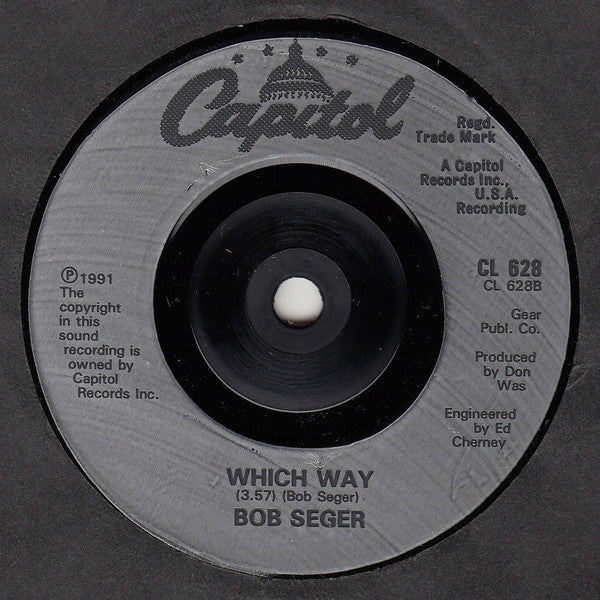 Capitol
Regd.
Trade Mark
A Capitol
Records Inc.,
U.S.A.
Recording
Ⓟ 1991
The
copyright
in this
sound
recording is
owned by
Capitol
Records Inc.
CL 628
CL 628B
Gear
Publ. Co.
Produced
by Don
Was
Engineered
by Ed
Cherney
WHICH WAY
(3.57) (Bob Seger)
BOB SEGER